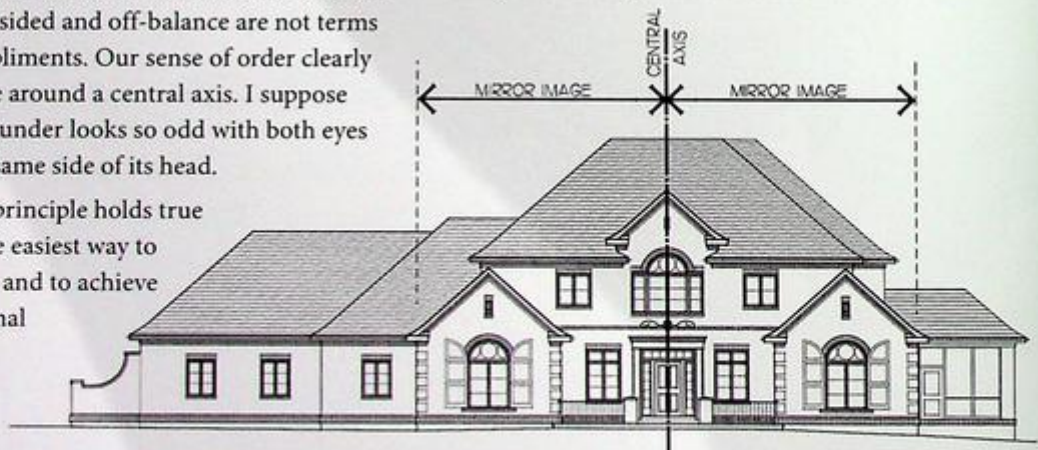 sided and off-balance are not terms
pliments. Our sense of order clearly
e around a central axis. I suppose
under looks so odd with both eyes
ame side of its head.
principle holds true
e easiest way to
and to achieve
nal
CENTRAL
AXIS
MIRROR IMAGE
MIRROR IMAGE